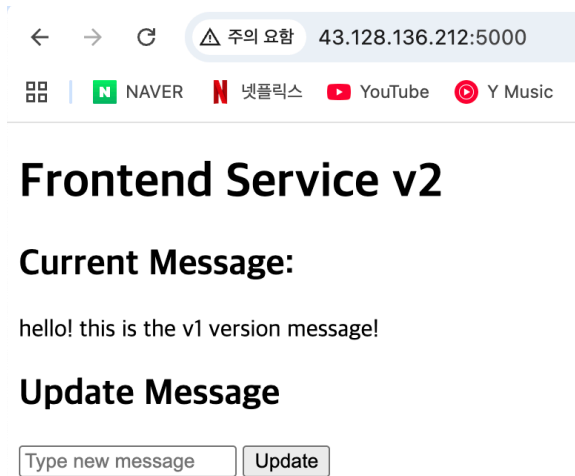 주의 요함 43.128.136.212:5000
NAVER 넷플릭스 YouTube Y Music
Frontend Service v2
Current Message:
hello! this is the v1 version message!
Update Message
Type new message Update